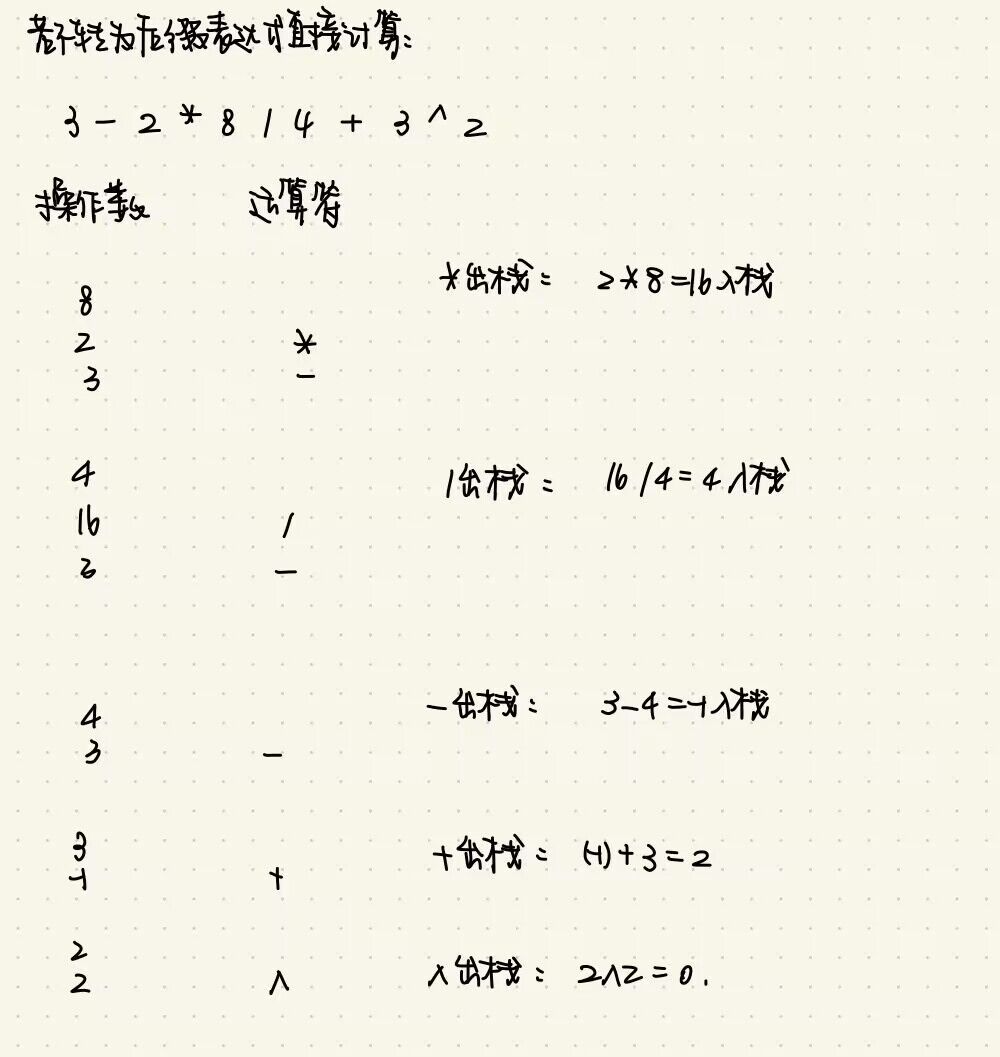 若不转为后缀表达式直接计算:
3 - 2 * 8 / 4 + 3 ^ 2
操作数 运算符
8
*出栈: 2*8=16入栈
2 *
3 -
4
/出栈: 16/4=4入栈
16 /
3 -
-出栈: 3-4=-1入栈
4
3 -
3
+出栈: (-1)+3=2
-1 +
2
^出栈: 2^2=0.
2 ^